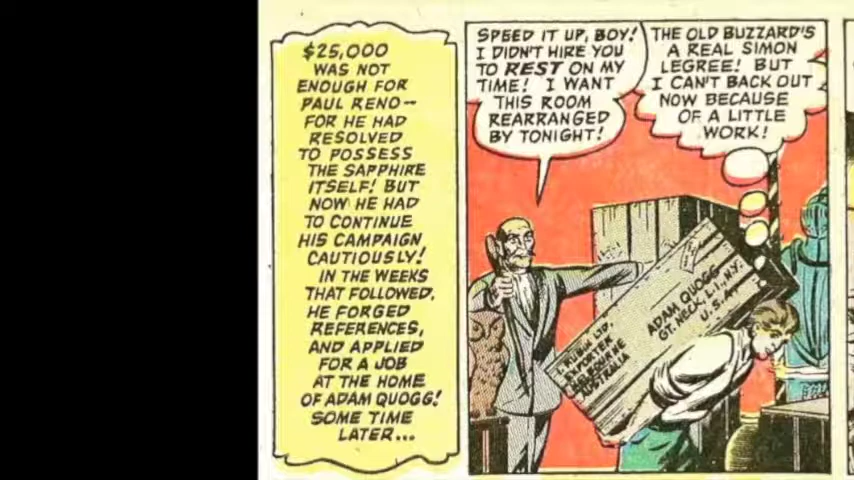 $25,000
WAS NOT
ENOUGH FOR
PAUL RENO--
FOR HE HAD
RESOLVED
TO POSSESS
THE SAPPHIRE
ITSELF! BUT
NOW HE HAD
TO CONTINUE
HIS CAMPAIGN
CAUTIOUSLY!
IN THE WEEKS
THAT FOLLOWED,
HE FORGED
REFERENCES,
AND APPLIED
FOR A JOB
AT THE HOME
OF ADAM QUOGG!
SOME TIME
LATER...
SPEED IT UP, BOY!
I DIDN'T HIRE YOU
TO REST ON MY
TIME! I WANT
THIS ROOM
REARRANGED
BY TONIGHT!
THE OLD BUZZARD'S
A REAL SIMON
LEGREE! BUT
I CAN'T BACK OUT
NOW BECAUSE
OF A LITTLE
WORK!
ADAM QUOGG
GT. NECK, L.I., N.Y.
U.S.A.
LTD.
EXPORTER
MELBOURNE
AUSTRALIA